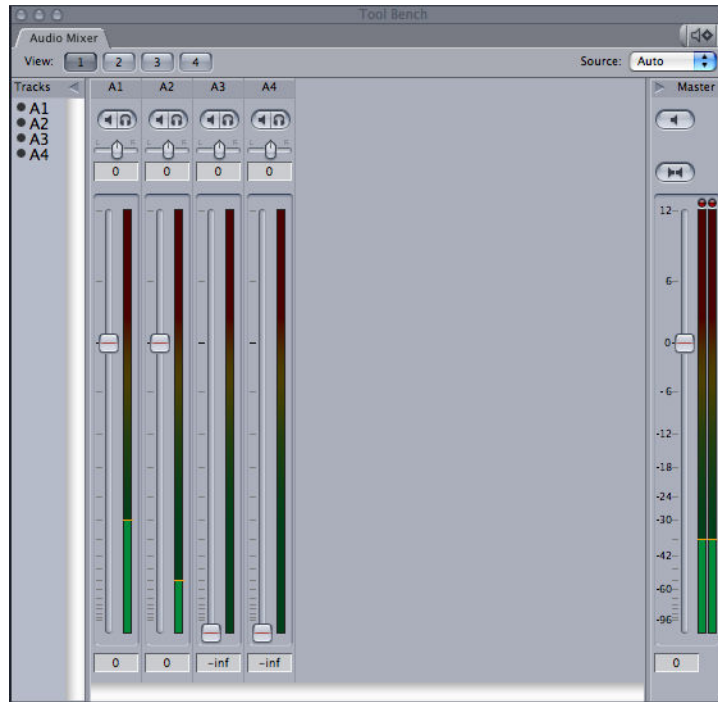 Tool Bench
Audio Mixer
View: 1 2 3 4 Source: Auto
Tracks A1 A2 A3 A4 Master
A1
A2
A3
A4
L R L R L R L R
0 0 0 0
12
6
0
-6
-12
-18
-24
-30
-42
-60
-96
0 0 -inf -inf 0